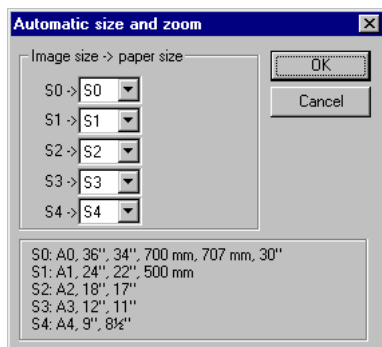 Automatic size and zoom
Image size -> paper size
OK
S0 -> S0
Cancel
S1 -> S1
S2 -> S2
S3 -> S3
S4 -> S4
S0: A0, 36", 34", 700 mm, 707 mm, 30"
S1: A1, 24", 22", 500 mm
S2: A2, 18", 17"
S3: A3, 12", 11"
S4: A4, 9", 8½"